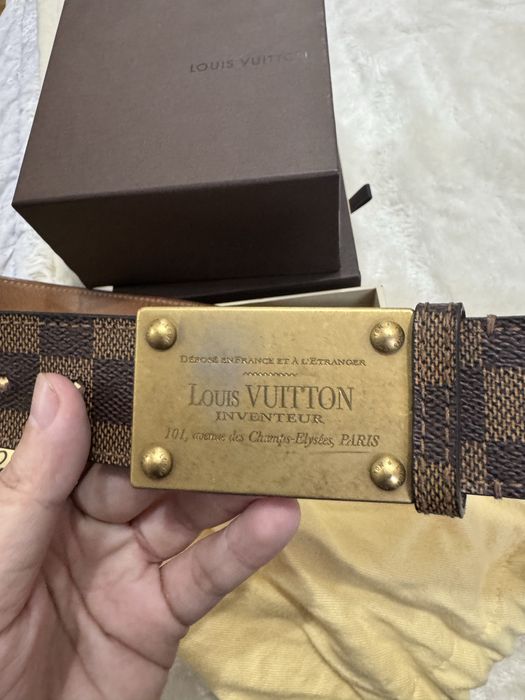 LOUIS VUITTON
DÉPOSÉ EN FRANCE ET À L'ÉTRANGER
LOUIS VUITTON
INVENTEUR
101, avenue des Champs-Elysées, PARIS